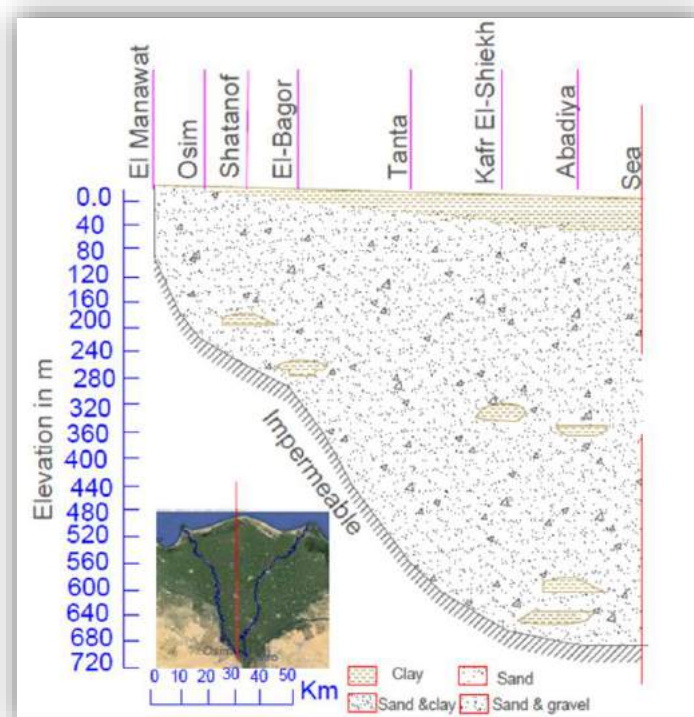 El Manawat
Osim
Shatanof
El-Bagor
Tanta
Kafr El-Shiekh
Abadiya
Sea
Elevation in m
0.0
40
80
120
160
200
240
280
320
360
400
440
480
520
560
600
640
680
720
Impermeable
0 10 20 30 40 50
Km
Clay
Sand
Sand &clay
Sand & gravel